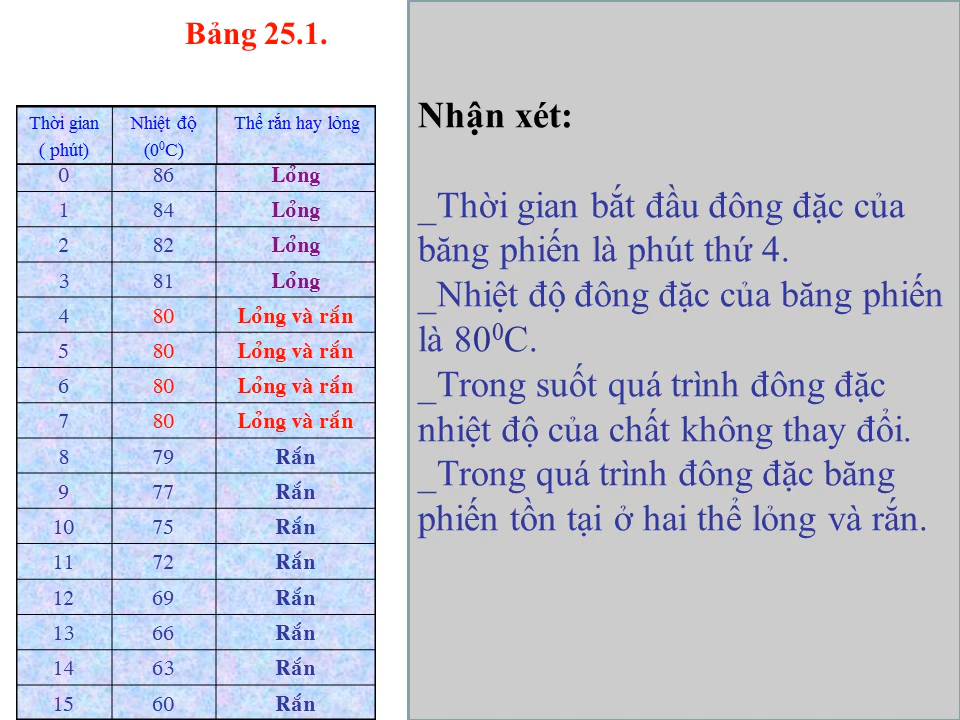 Bảng 25.1.
Thời gian ( phút) Nhiệt độ (0⁰C) Thể rắn hay lỏng
0 86 Lỏng
1 84 Lỏng
2 82 Lỏng
3 81 Lỏng
4 80 Lỏng và rắn
5 80 Lỏng và rắn
6 80 Lỏng và rắn
7 80 Lỏng và rắn
8 79 Rắn
9 77 Rắn
10 75 Rắn
11 72 Rắn
12 69 Rắn
13 66 Rắn
14 63 Rắn
15 60 Rắn
Nhận xét:
_Thời gian bắt đầu đông đặc của
băng phiến là phút thứ 4.
_Nhiệt độ đông đặc của băng phiến
là 80⁰C.
_Trong suốt quá trình đông đặc
nhiệt độ của chất không thay đổi.
_Trong quá trình đông đặc băng
phiến tồn tại ở hai thể lỏng và rắn.